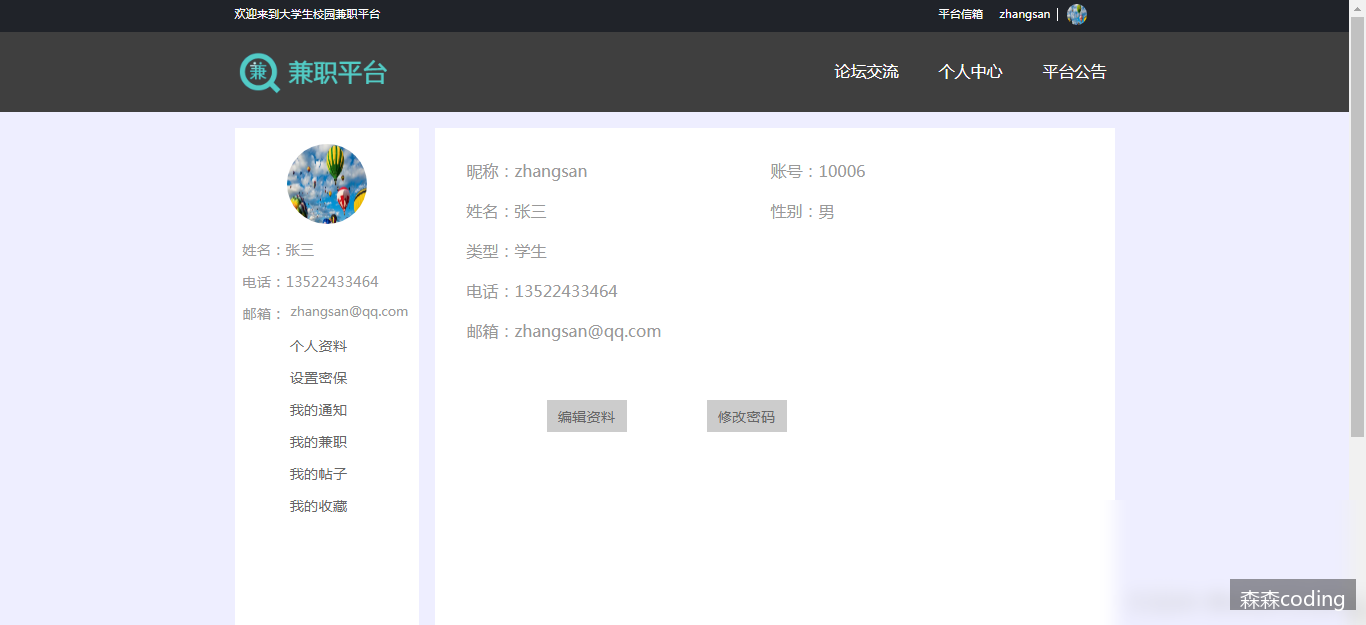 欢迎来到大学生校园兼职平台
平台信箱 zhangsan |
兼 兼职平台
论坛交流 个人中心 平台公告
姓名：张三
电话：13522433464
邮箱： zhangsan@qq.com
个人资料
设置密保
我的通知
我的兼职
我的帖子
我的收藏
昵称：zhangsan 账号：10006
姓名：张三 性别：男
类型：学生
电话：13522433464
邮箱：zhangsan@qq.com
编辑资料 修改密码
森森coding